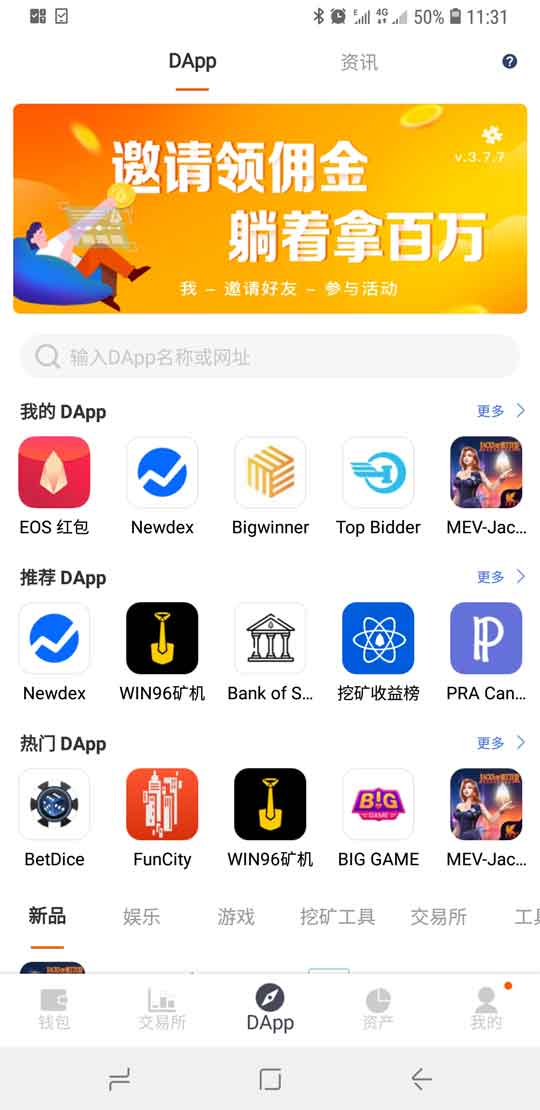 4G 50% 11:31
DApp 资讯 ?
邀请领佣金
v.3.7.7
躺着拿百万
我 – 邀请好友 – 参与活动
输入DApp名称或网址
我的 DApp 更多
EOS 红包 Newdex Bigwinner Top Bidder MEV-Jac...
推荐 DApp 更多
Newdex WIN96矿机 Bank of S... 挖矿收益榜 PRA Can...
热门 DApp 更多
BIG
GAME
BetDice FunCity WIN96矿机 BIG GAME MEV-Jac...
新品 娱乐 游戏 挖矿工具 交易所 工
钱包 交易所 DApp 资产 我的